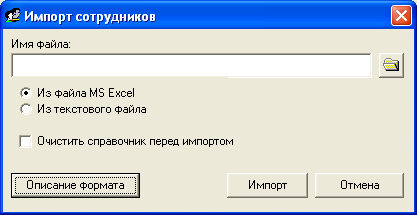 Импорт сотрудников
Имя файла:
Из файла MS Excel
Из текстового файла
Очистить справочник перед импортом
Описание формата
Импорт
Отмена